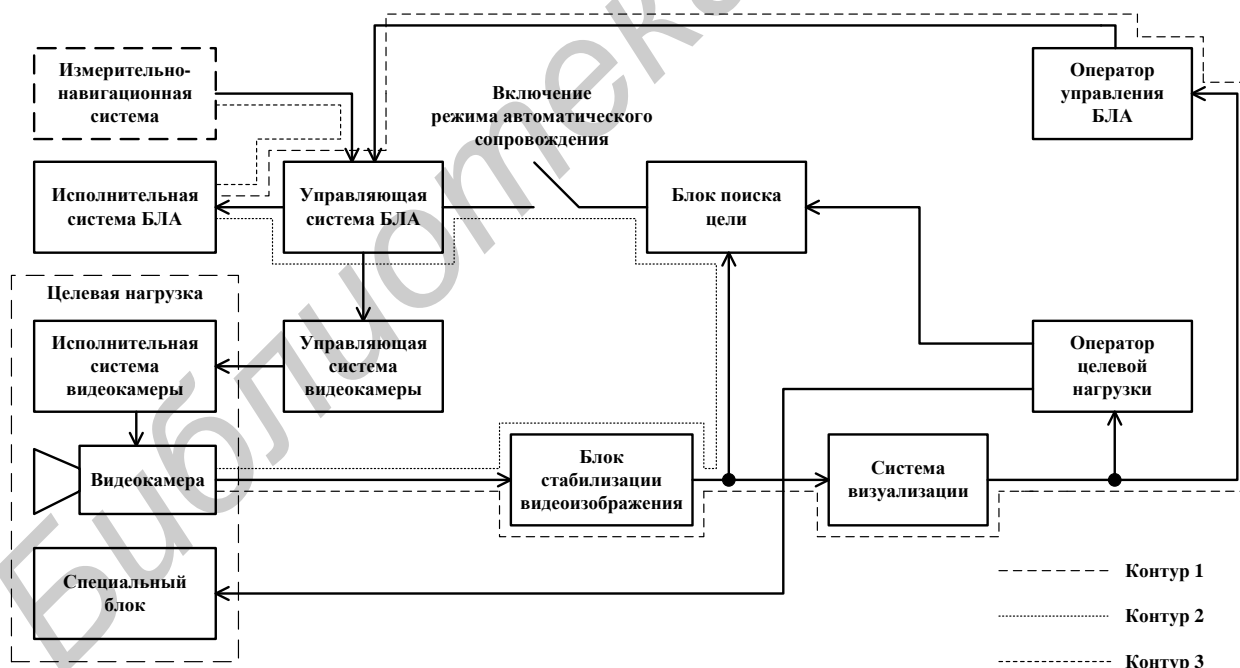 Измерительно-
навигационная
система
Оператор
управления
БЛА
Включение
режима автоматического
сопровождения
Исполнительная
система БЛА
Управляющая
система БЛА
Блок поиска
цели
Целевая нагрузка
Исполнительная
система
видеокамеры
Управляющая
система
видеокамеры
Оператор
целевой
нагрузки
Видеокамера
Блок
стабилизации
видеоизображения
Система
визуализации
Специальный
блок
Контур 1
Контур 2
Контур 3
Библиотек